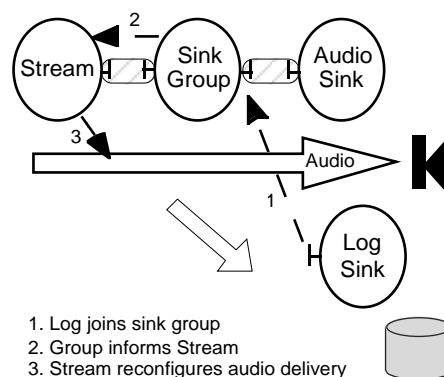 2
Stream
Sink
Group
Audio
Sink
3
Audio
1
Log
Sink
1. Log joins sink group
2. Group informs Stream
3. Stream reconfigures audio delivery